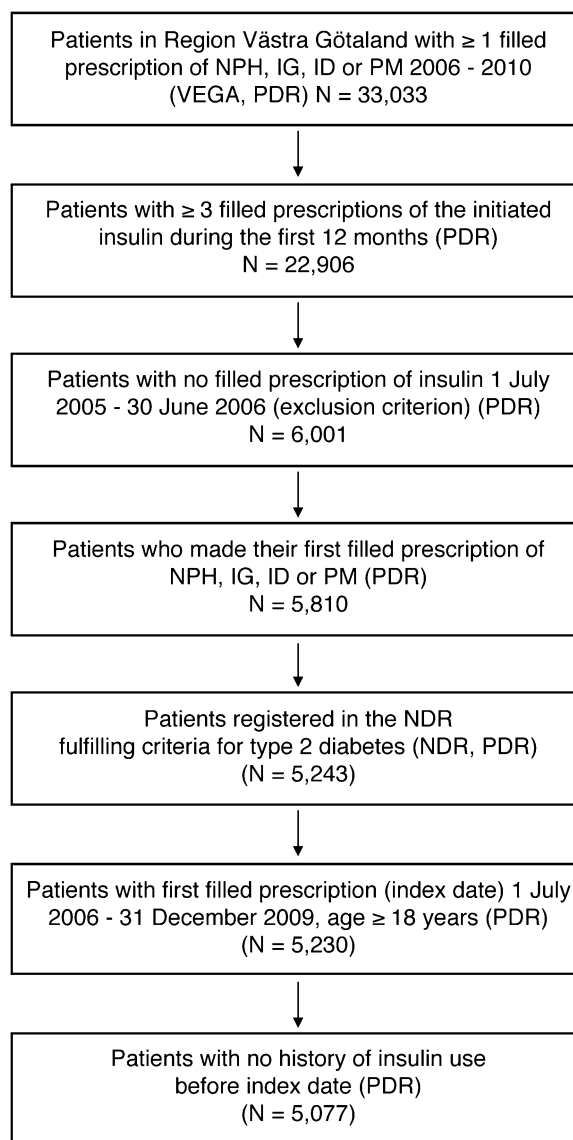 Patients in Region Västra Götaland with ≥ 1 filled
prescription of NPH, IG, ID or PM 2006 - 2010
(VEGA, PDR) N = 33,033
Patients with ≥ 3 filled prescriptions of the initiated
insulin during the first 12 months (PDR)
N = 22,906
Patients with no filled prescription of insulin 1 July
2005 - 30 June 2006 (exclusion criterion) (PDR)
N = 6,001
Patients who made their first filled prescription of
NPH, IG, ID or PM (PDR)
N = 5,810
Patients registered in the NDR
fulfilling criteria for type 2 diabetes (NDR, PDR)
(N = 5,243)
Patients with first filled prescription (index date) 1 July
2006 - 31 December 2009, age ≥ 18 years (PDR)
(N = 5,230)
Patients with no history of insulin use
before index date (PDR)
(N = 5,077)